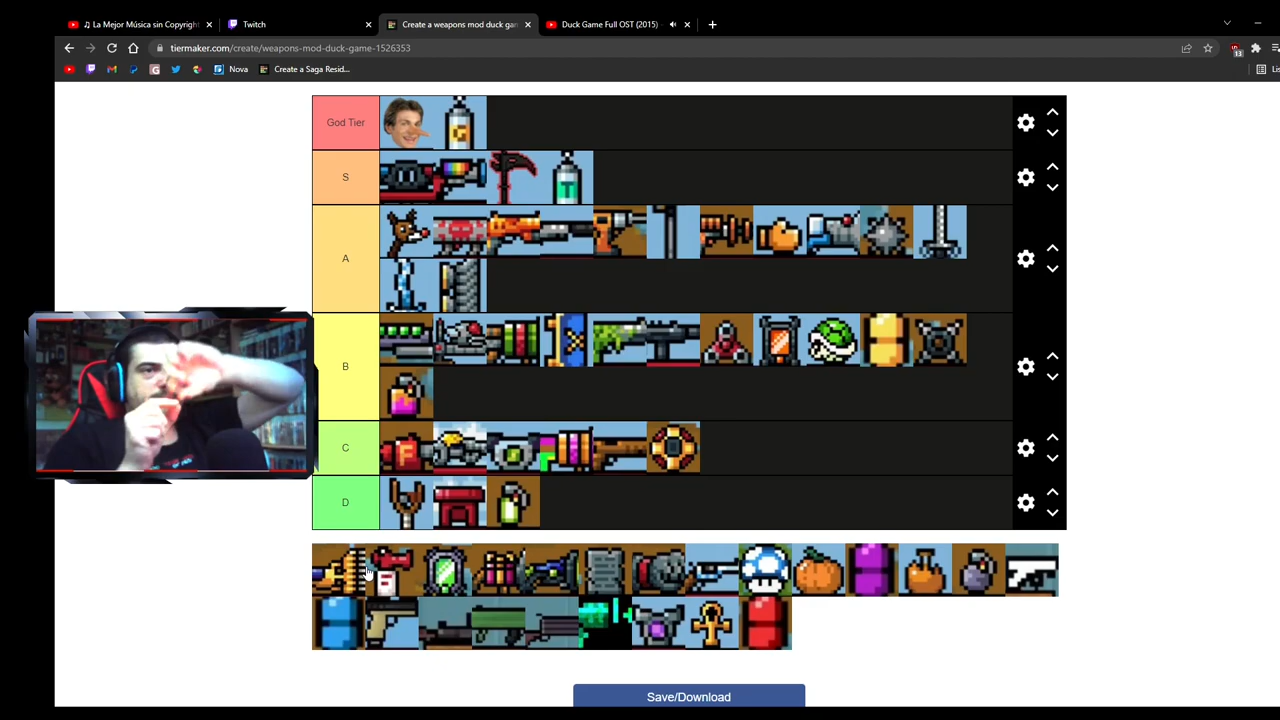 ♫ La Mejor Música sin Copyright
Twitch
Create a weapons mod duck gam
Duck Game Full OST (2015)
tiermaker.com/create/weapons-mod-duck-game-1526353
13
Nova
Create a Saga Resid...
God Tier
G
S
T
A
B
C
F
D
F
Save/Download